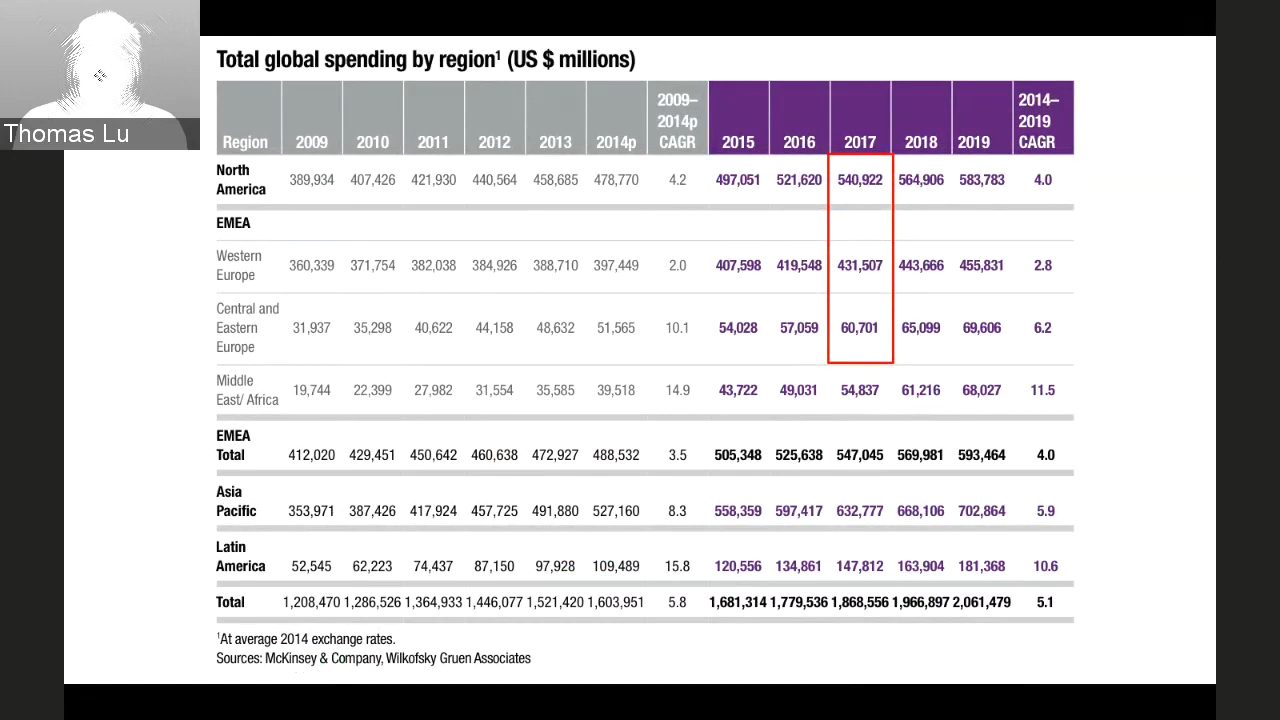 Thomas Lu
Total global spending by region¹ (US $ millions)
Region 2009 2010 2011 2012 2013 2014p 2009–2014p CAGR 2015 2016 2017 2018 2019 2014–2019 CAGR
North America 389,934 407,426 421,930 440,564 458,685 478,770 4.2 497,051 521,620 540,922 564,906 583,783 4.0
EMEA
Western Europe 360,339 371,754 382,038 384,926 388,710 397,449 2.0 407,598 419,548 431,507 443,666 455,831 2.8
Central and Eastern Europe 31,937 35,298 40,622 44,158 48,632 51,565 10.1 54,028 57,059 60,701 65,099 69,606 6.2
Middle East/ Africa 19,744 22,399 27,982 31,554 35,585 39,518 14.9 43,722 49,031 54,837 61,216 68,027 11.5
EMEA Total 412,020 429,451 450,642 460,638 472,927 488,532 3.5 505,348 525,638 547,045 569,981 593,464 4.0
Asia Pacific 353,971 387,426 417,924 457,725 491,880 527,160 8.3 558,359 597,417 632,777 668,106 702,864 5.9
Latin America 52,545 62,223 74,437 87,150 97,928 109,489 15.8 120,556 134,861 147,812 163,904 181,368 10.6
Total 1,208,470 1,286,526 1,364,933 1,446,077 1,521,420 1,603,951 5.8 1,681,314 1,779,536 1,868,556 1,966,897 2,061,479 5.1
¹At average 2014 exchange rates.
Sources: McKinsey & Company, Wilkofsky Gruen Associates